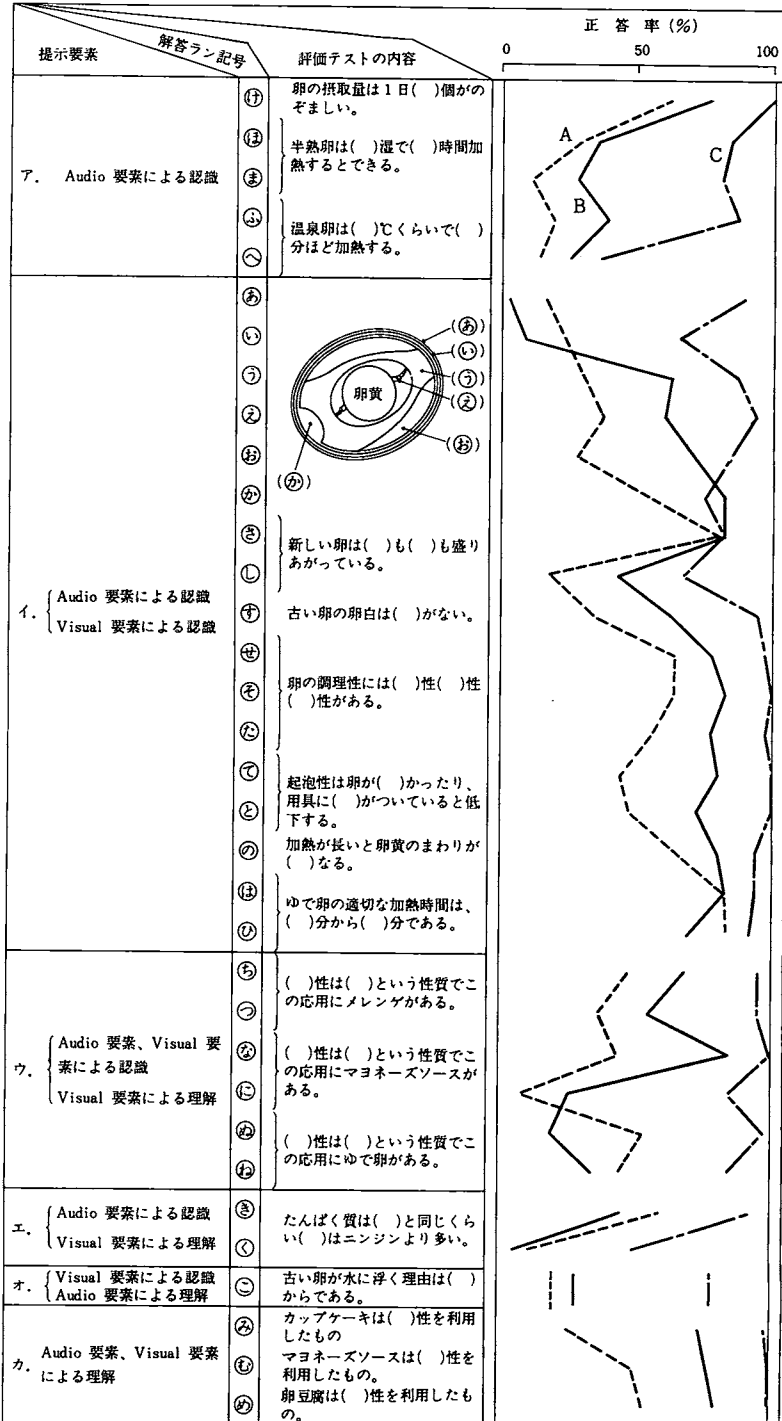 正 答 率 (%)
0 50 100
提示要素
解答ラン記号
評価テストの内容
ア. Audio 要素による認識
け
ほ
ま
ふ
へ
卵の摂取量は1日( )個がの
ぞましい。
半熟卵は( )湿で( )時間加
熱するとできる。
温泉卵は( )℃くらいで( )
分ほど加熱する。
A
B
C
イ.
Audio 要素による認識
Visual 要素による認識
あ
い
う
え
お
か
さ
し
す
せ
そ
た
て
と
の
は
ひ
卵黄
(あ)
(い)
(う)
(え)
(お)
(か)
新しい卵は( )も( )も盛り
あがっている。
古い卵の卵白は( )がない。
卵の調理性には( )性( )性
( )性がある。
起泡性は卵が( )かったり、
用具に( )がついていると低
下する。
加熱が長いと卵黄のまわりが
( )なる。
ゆで卵の適切な加熱時間は、
( )分から( )分である。
ウ.
Audio 要素、Visual 要
素による認識
Visual 要素による理解
ち
つ
な
に
ぬ
ね
( )性は( )という性質でこ
の応用にメレンゲがある。
( )性は( )という性質でこ
の応用にマヨネーズソースが
ある。
( )性は( )という性質でこ
の応用にゆで卵がある。
エ.
Audio 要素による認識
Visual 要素による理解
き
く
たんぱく質は( )と同じくら
い( )はニンジンより多い。
オ.
Visual 要素による認識
Audio 要素による理解
こ
古い卵が水に浮く理由は( )
からである。
カ.
Audio 要素、Visual 要素
による理解
み
む
め
カップケーキは( )性を利用
したもの
マヨネーズソースは( )性を
利用したもの。
卵豆腐は( )性を利用したも
の。